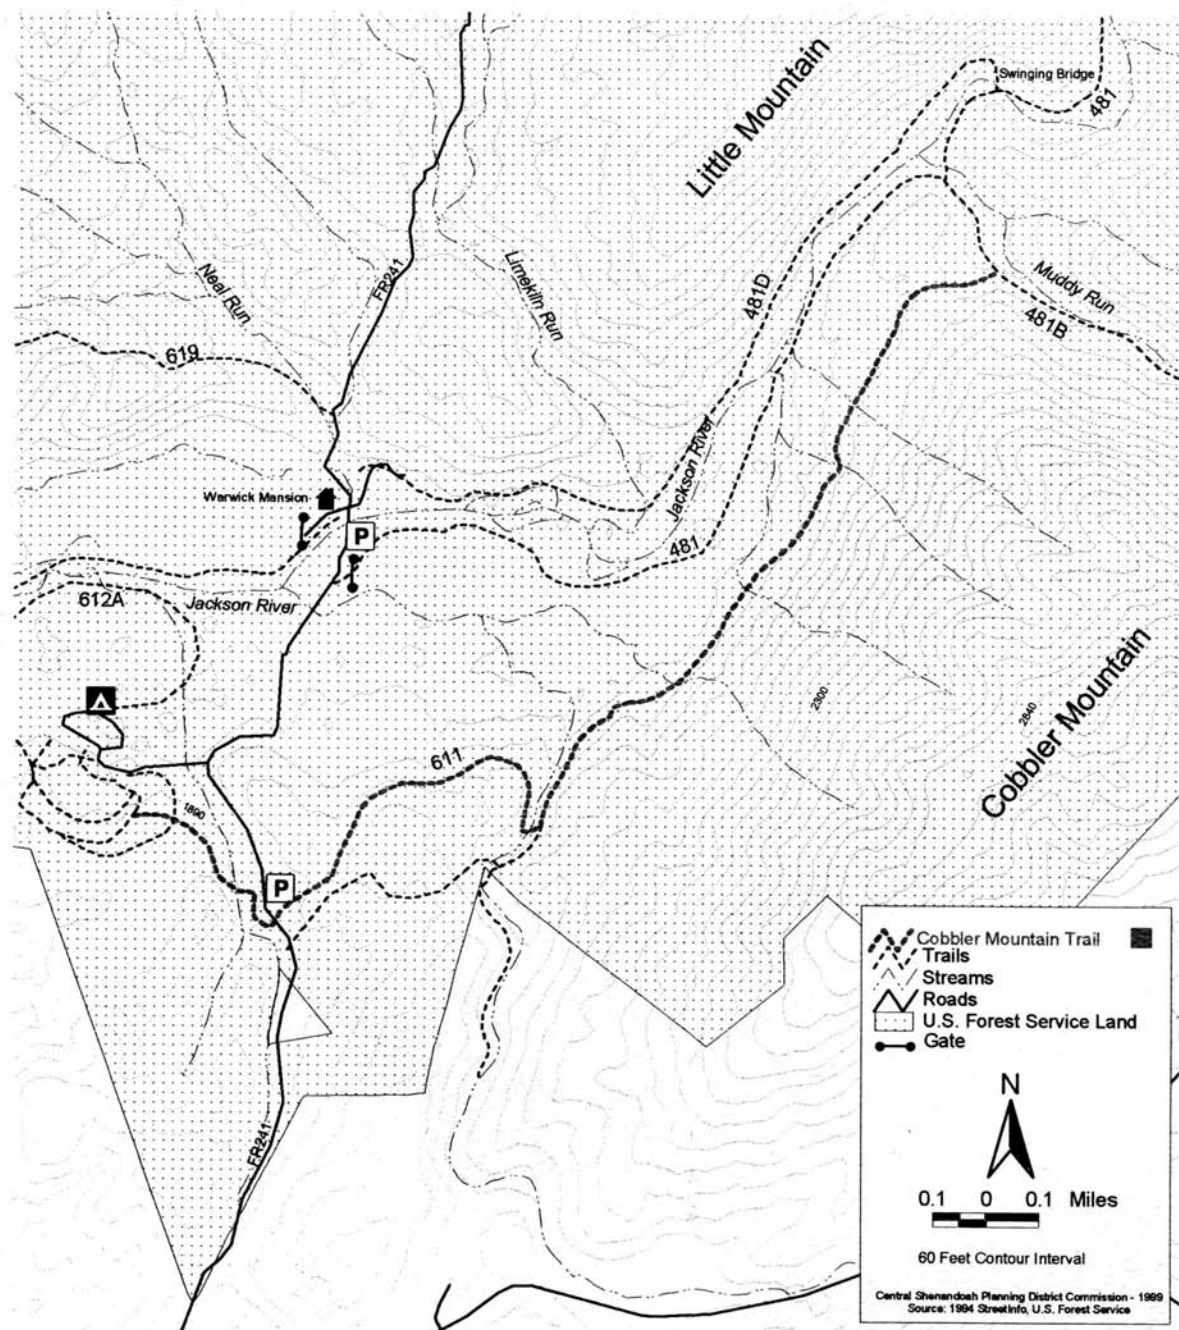 Swinging Bridge
481
Little Mountain
Neal Run
FR241
Limekiln Run
481D
Muddy Run
481B
619
Jackson River
Warwick Mansion
P
481
612A
Jackson River
2300
2840
Cobbler Mountain
611
1890
P
FR241
Cobbler Mountain Trail
Trails
Streams
Roads
U.S. Forest Service Land
Gate
N
0.1 0 0.1 Miles
60 Feet Contour Interval
Central Shenandoah Planning District Commission - 1999
Source: 1994 StreetInfo, U.S. Forest Service